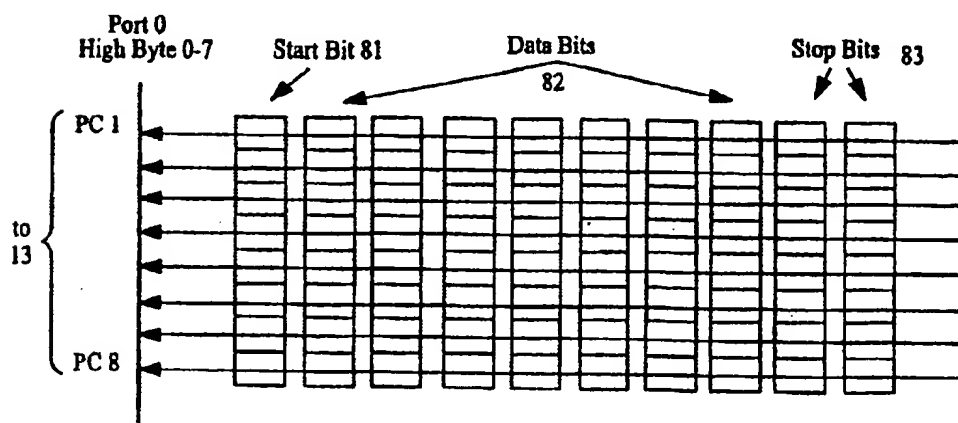 Port 0
High Byte 0-7
Start Bit 81
Data Bits
82
Stop Bits 83
PC 1
to
13
PC 8